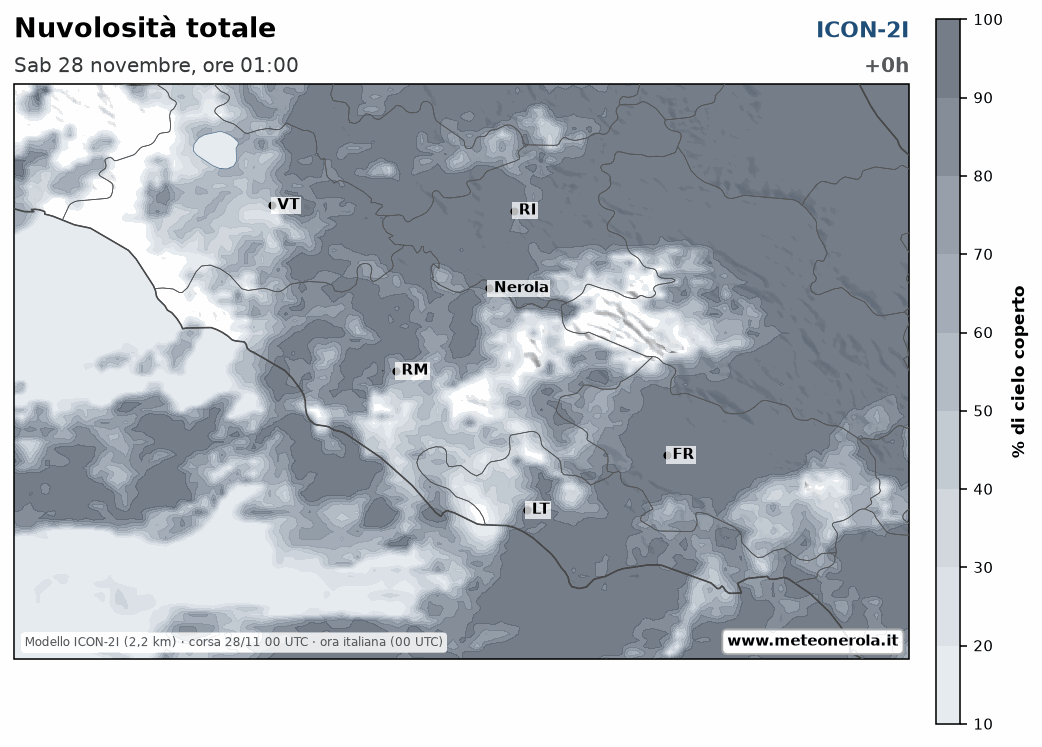 Nuvolosità totale
ICON-2I
Sab 28 novembre, ore 01:00
+0h
VT
RI
Nerola
RM
FR
LT
Modello ICON-2I (2,2 km) · corsa 28/11 00 UTC · ora italiana (00 UTC)
www.meteonerola.it
100
90
80
70
60
50
40
30
20
10
% di cielo coperto